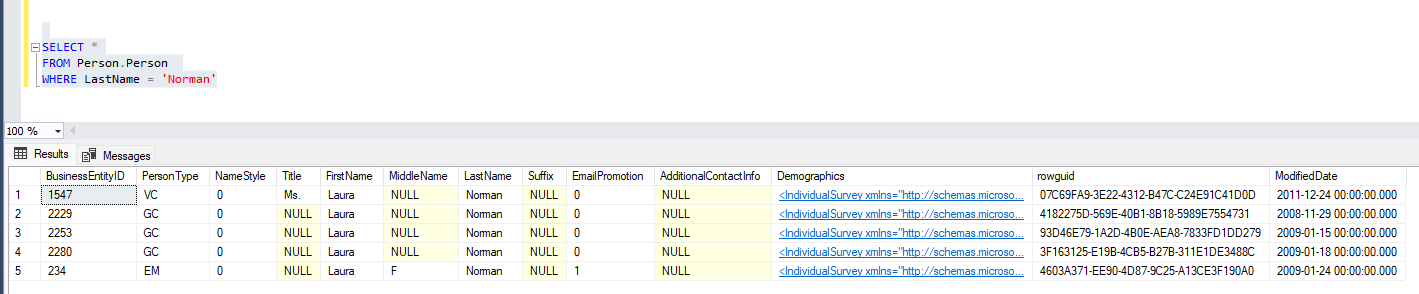 SELECT *
FROM Person.Person
WHERE LastName = 'Norman'
100 %
Results Messages
BusinessEntityID PersonType NameStyle Title FirstName MiddleName LastName Suffix EmailPromotion AdditionalContactInfo Demographics rowguid ModifiedDate
1 1547 VC 0 Ms. Laura NULL Norman NULL 0 NULL <IndividualSurvey xmlns="http://schemas.microso... 07C69FA9-3E22-4312-B47C-C24E91C41D0D 2011-12-24 00:00:00.000
2 2229 GC 0 NULL Laura NULL Norman NULL 0 NULL <IndividualSurvey xmlns="http://schemas.microso... 4182275D-569E-40B1-8B18-5989E7554731 2008-11-29 00:00:00.000
3 2253 GC 0 NULL Laura NULL Norman NULL 0 NULL <IndividualSurvey xmlns="http://schemas.microso... 93D46E79-1A2D-4B0E-AEA8-7833FD1DD279 2009-01-15 00:00:00.000
4 2280 GC 0 NULL Laura NULL Norman NULL 0 NULL <IndividualSurvey xmlns="http://schemas.microso... 3F163125-E19B-4CB5-B27B-311E1DE3488C 2009-01-18 00:00:00.000
5 234 EM 0 NULL Laura F Norman NULL 1 NULL <IndividualSurvey xmlns="http://schemas.microso... 4603A371-EE90-4D87-9C25-A13CE3F190A0 2009-01-24 00:00:00.000